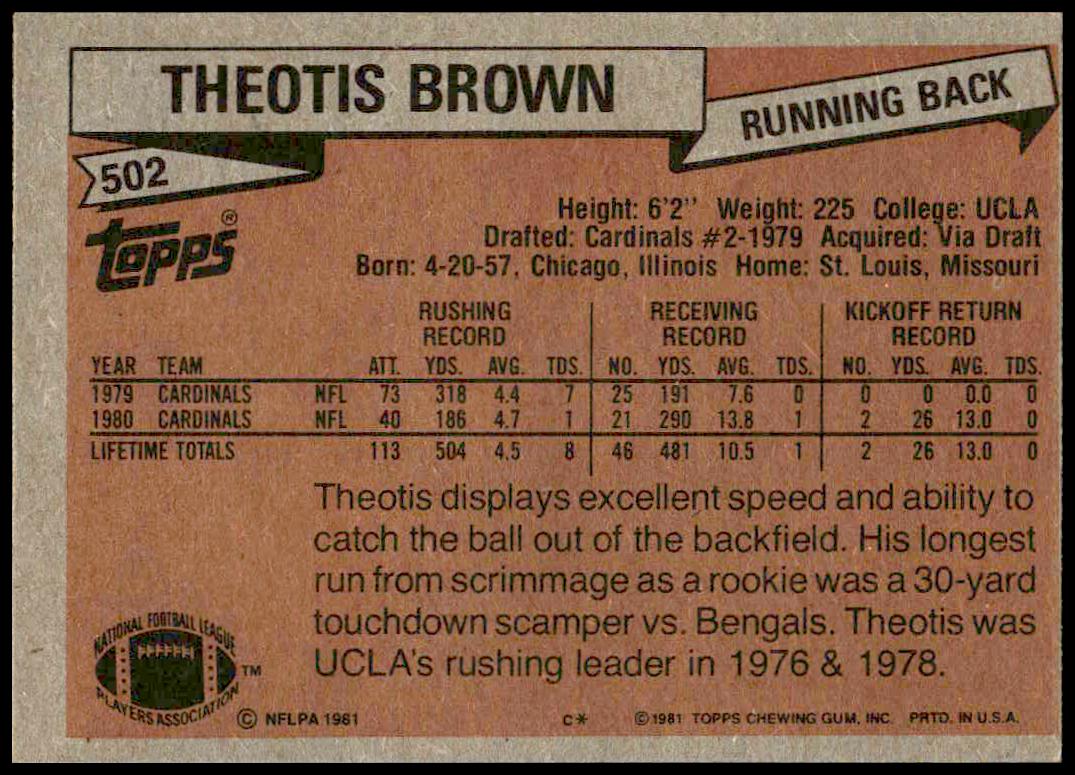 THEOTIS BROWN
RUNNING BACK
502
Topps®
Height: 6'2" Weight: 225 College: UCLA
Drafted: Cardinals #2-1979 Acquired: Via Draft
Born: 4-20-57, Chicago, Illinois Home: St. Louis, Missouri
RUSHING RECORD RECEIVING RECORD KICKOFF RETURN RECORD
YEAR TEAM ATT. YDS. AVG. TDS. NO. YDS. AVG. TDS. NO. YDS. AVG. TDS.
1979 CARDINALS NFL 73 318 4.4 7 25 191 7.6 0 0 0 0.0 0
1980 CARDINALS NFL 40 186 4.7 1 21 290 13.8 1 2 26 13.0 0
LIFETIME TOTALS 113 504 4.5 8 46 481 10.5 1 2 26 13.0 0
Theotis displays excellent speed and ability to
catch the ball out of the backfield. His longest
run from scrimmage as a rookie was a 30-yard
touchdown scamper vs. Bengals. Theotis was
UCLA's rushing leader in 1976 & 1978.
NATIONAL FOOTBALL LEAGUE
PLAYERS ASSOCIATION ™
© NFLPA 1981 C* © 1981 TOPPS CHEWING GUM, INC. PRTD. IN U.S.A.